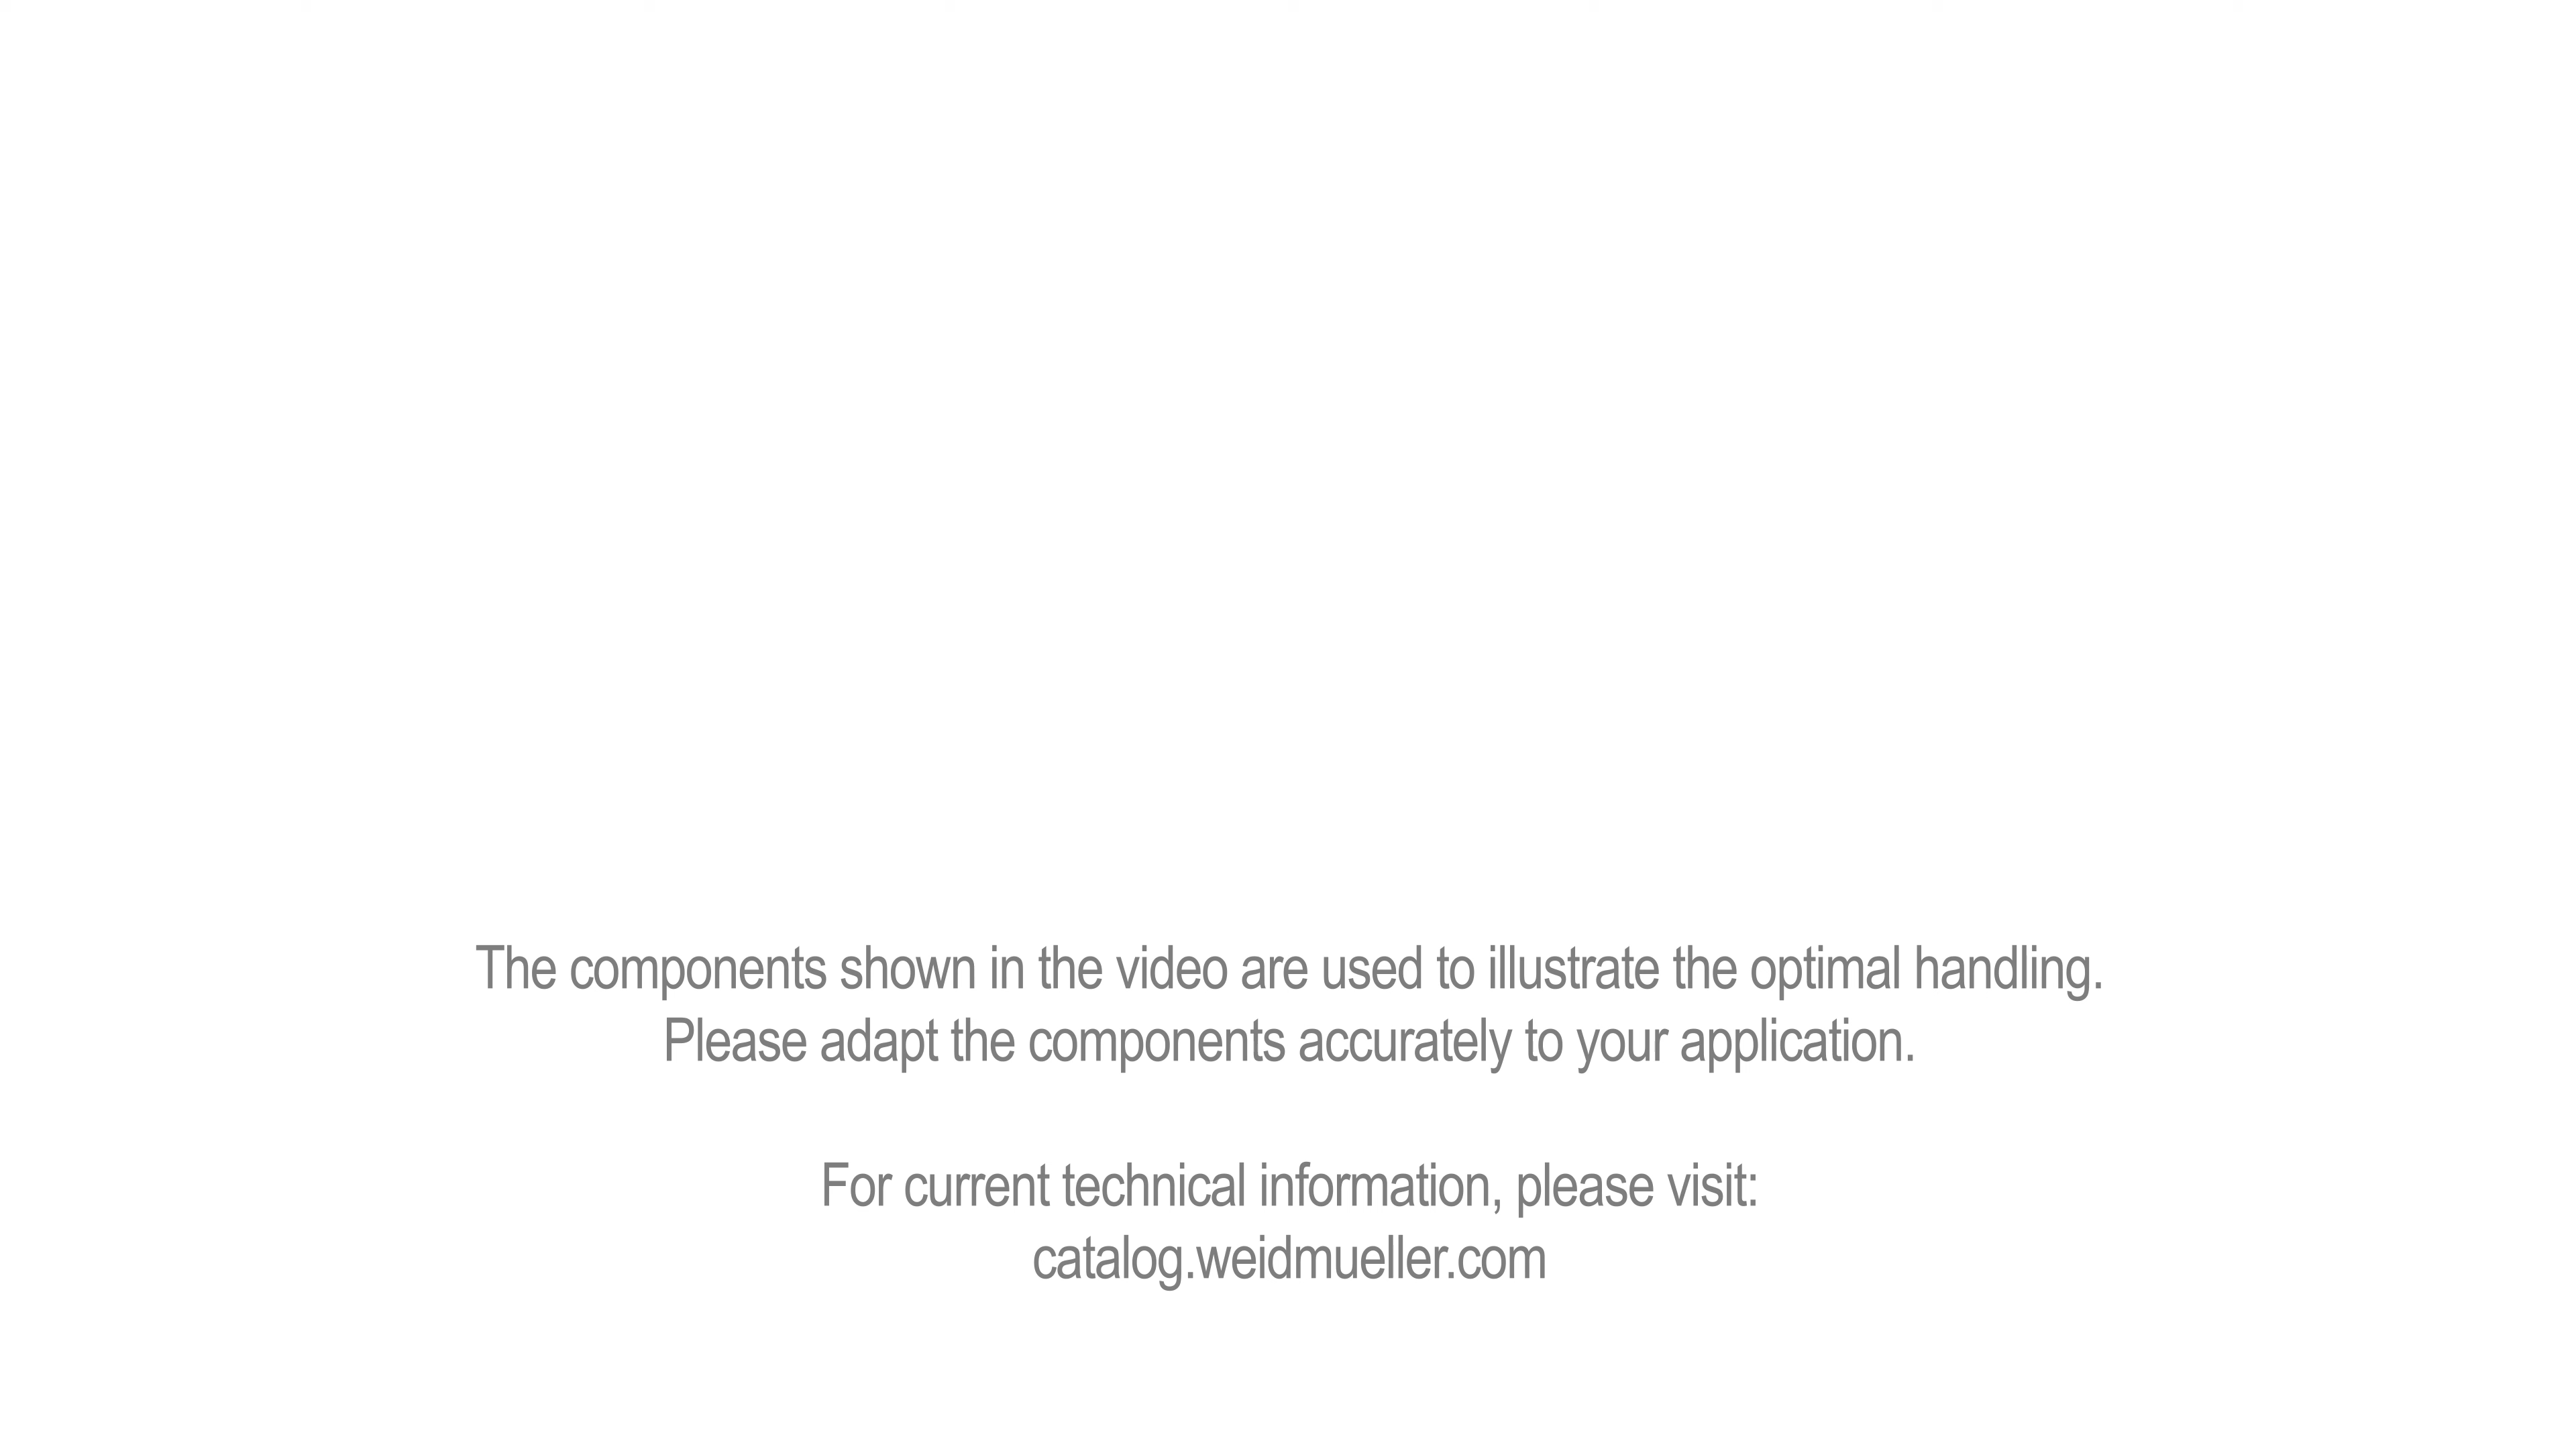 The components shown in the video are used to illustrate the optimal handling.
Please adapt the components accurately to your application.
For current technical information, please visit:
catalog.weidmueller.com